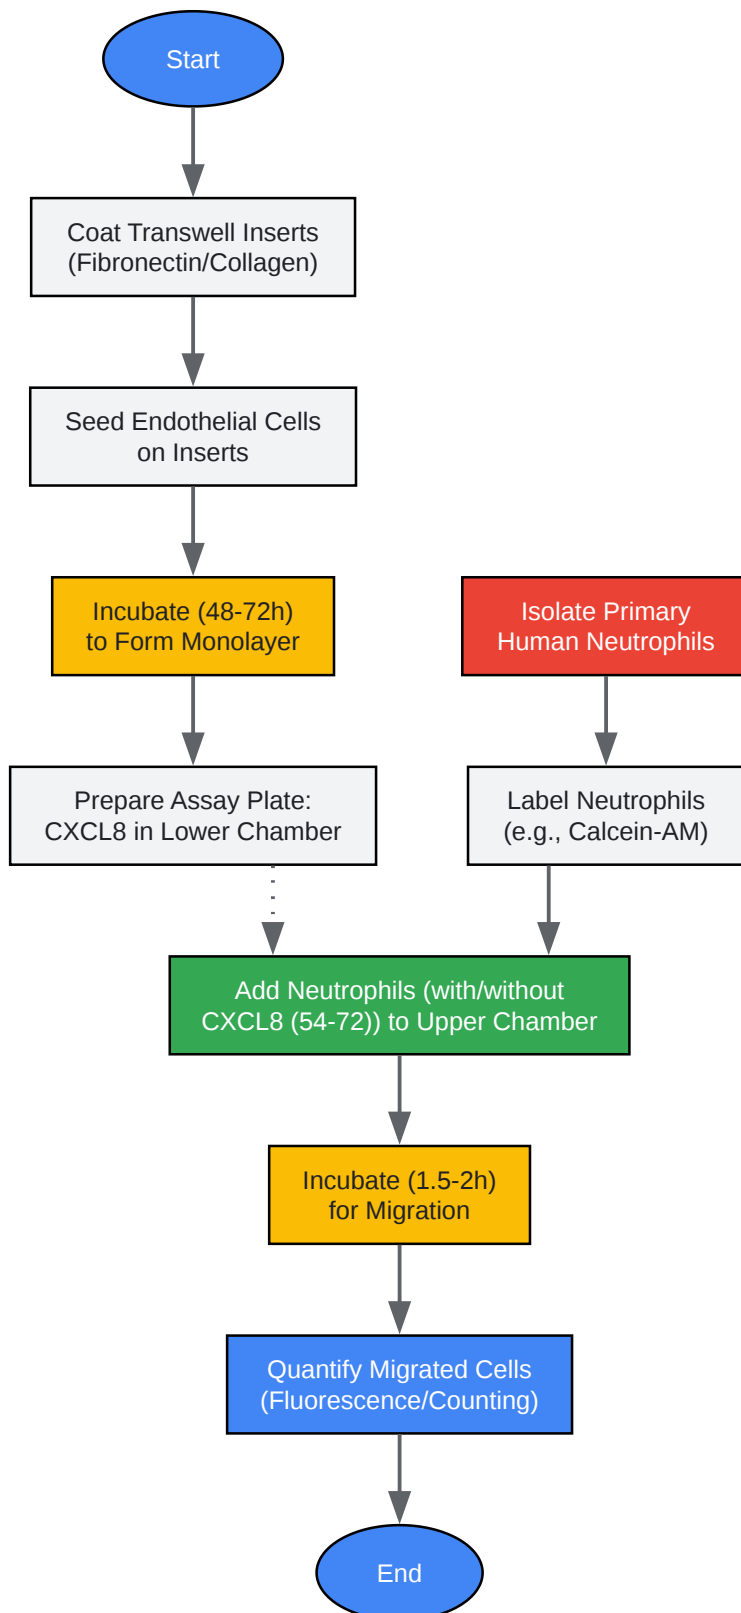 Start
Coat Transwell Inserts
(Fibronectin/Collagen)
Seed Endothelial Cells
on Inserts
Incubate (48-72h)
to Form Monolayer
Isolate Primary
Human Neutrophils
Prepare Assay Plate:
CXCL8 in Lower Chamber
Label Neutrophils
(e.g., Calcein-AM)
Add Neutrophils (with/without
CXCL8 (54-72)) to Upper Chamber
Incubate (1.5-2h)
for Migration
Quantify Migrated Cells
(Fluorescence/Counting)
End